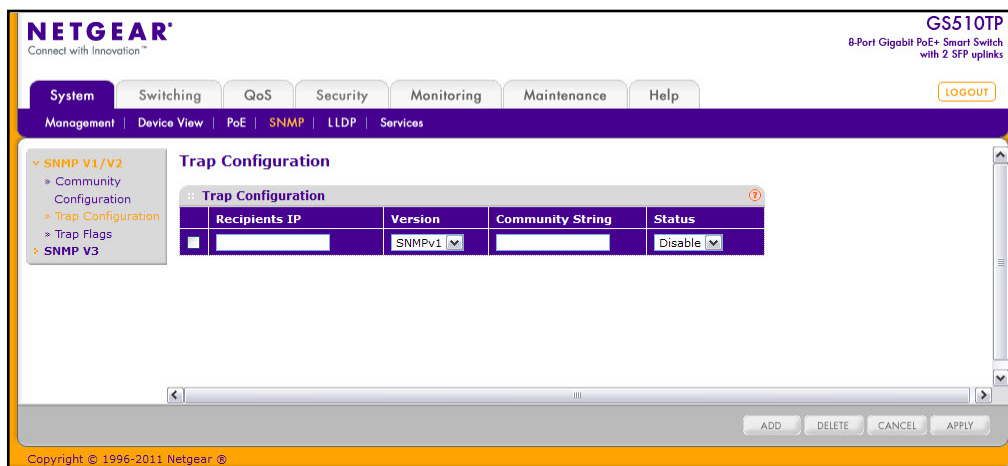 NETGEAR®
Connect with Innovation™
GS510TP
8-Port Gigabit PoE+ Smart Switch
with 2 SFP uplinks
System Switching QoS Security Monitoring Maintenance Help LOGOUT
Management | Device View | PoE | SNMP | LLDP | Services
SNMP V1/V2
» Community
Configuration
» Trap Configuration
» Trap Flags
SNMP V3
Trap Configuration
Trap Configuration ?
Recipients IP Version Community String Status
SNMPv1 Disable
ADD DELETE CANCEL APPLY
Copyright © 1996-2011 Netgear ®